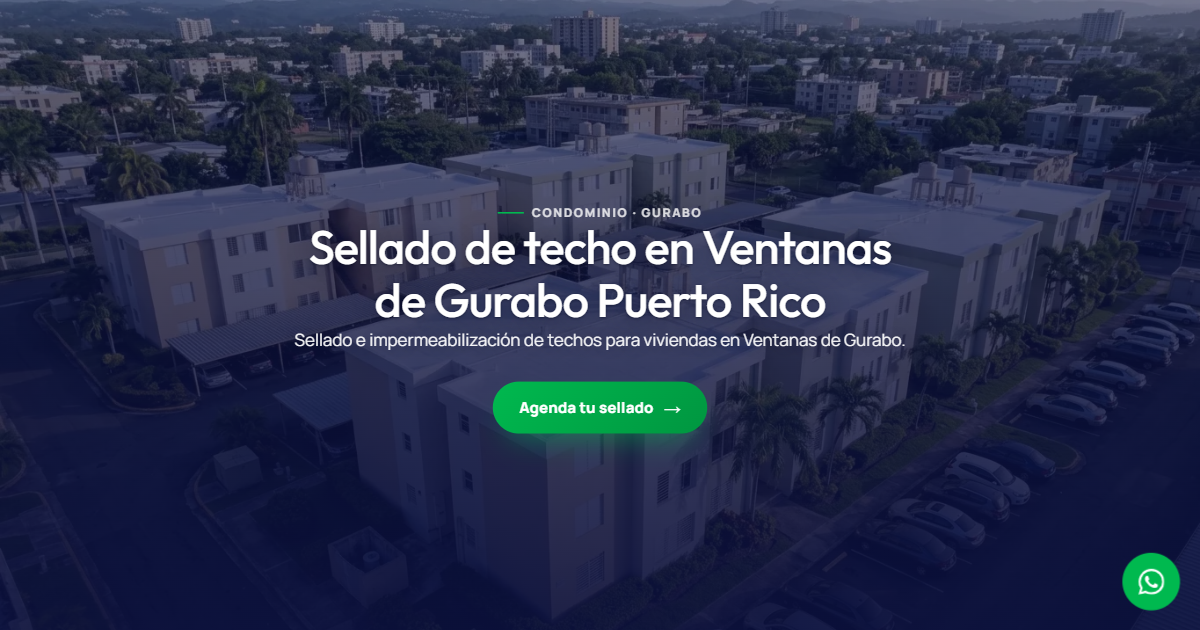 CONDOMINIO · GURABO
Sellado de techo en Ventanas
de Gurabo Puerto Rico
Sellado e impermeabilización de techos para viviendas en Ventanas de Gurabo.
Agenda tu sellado →